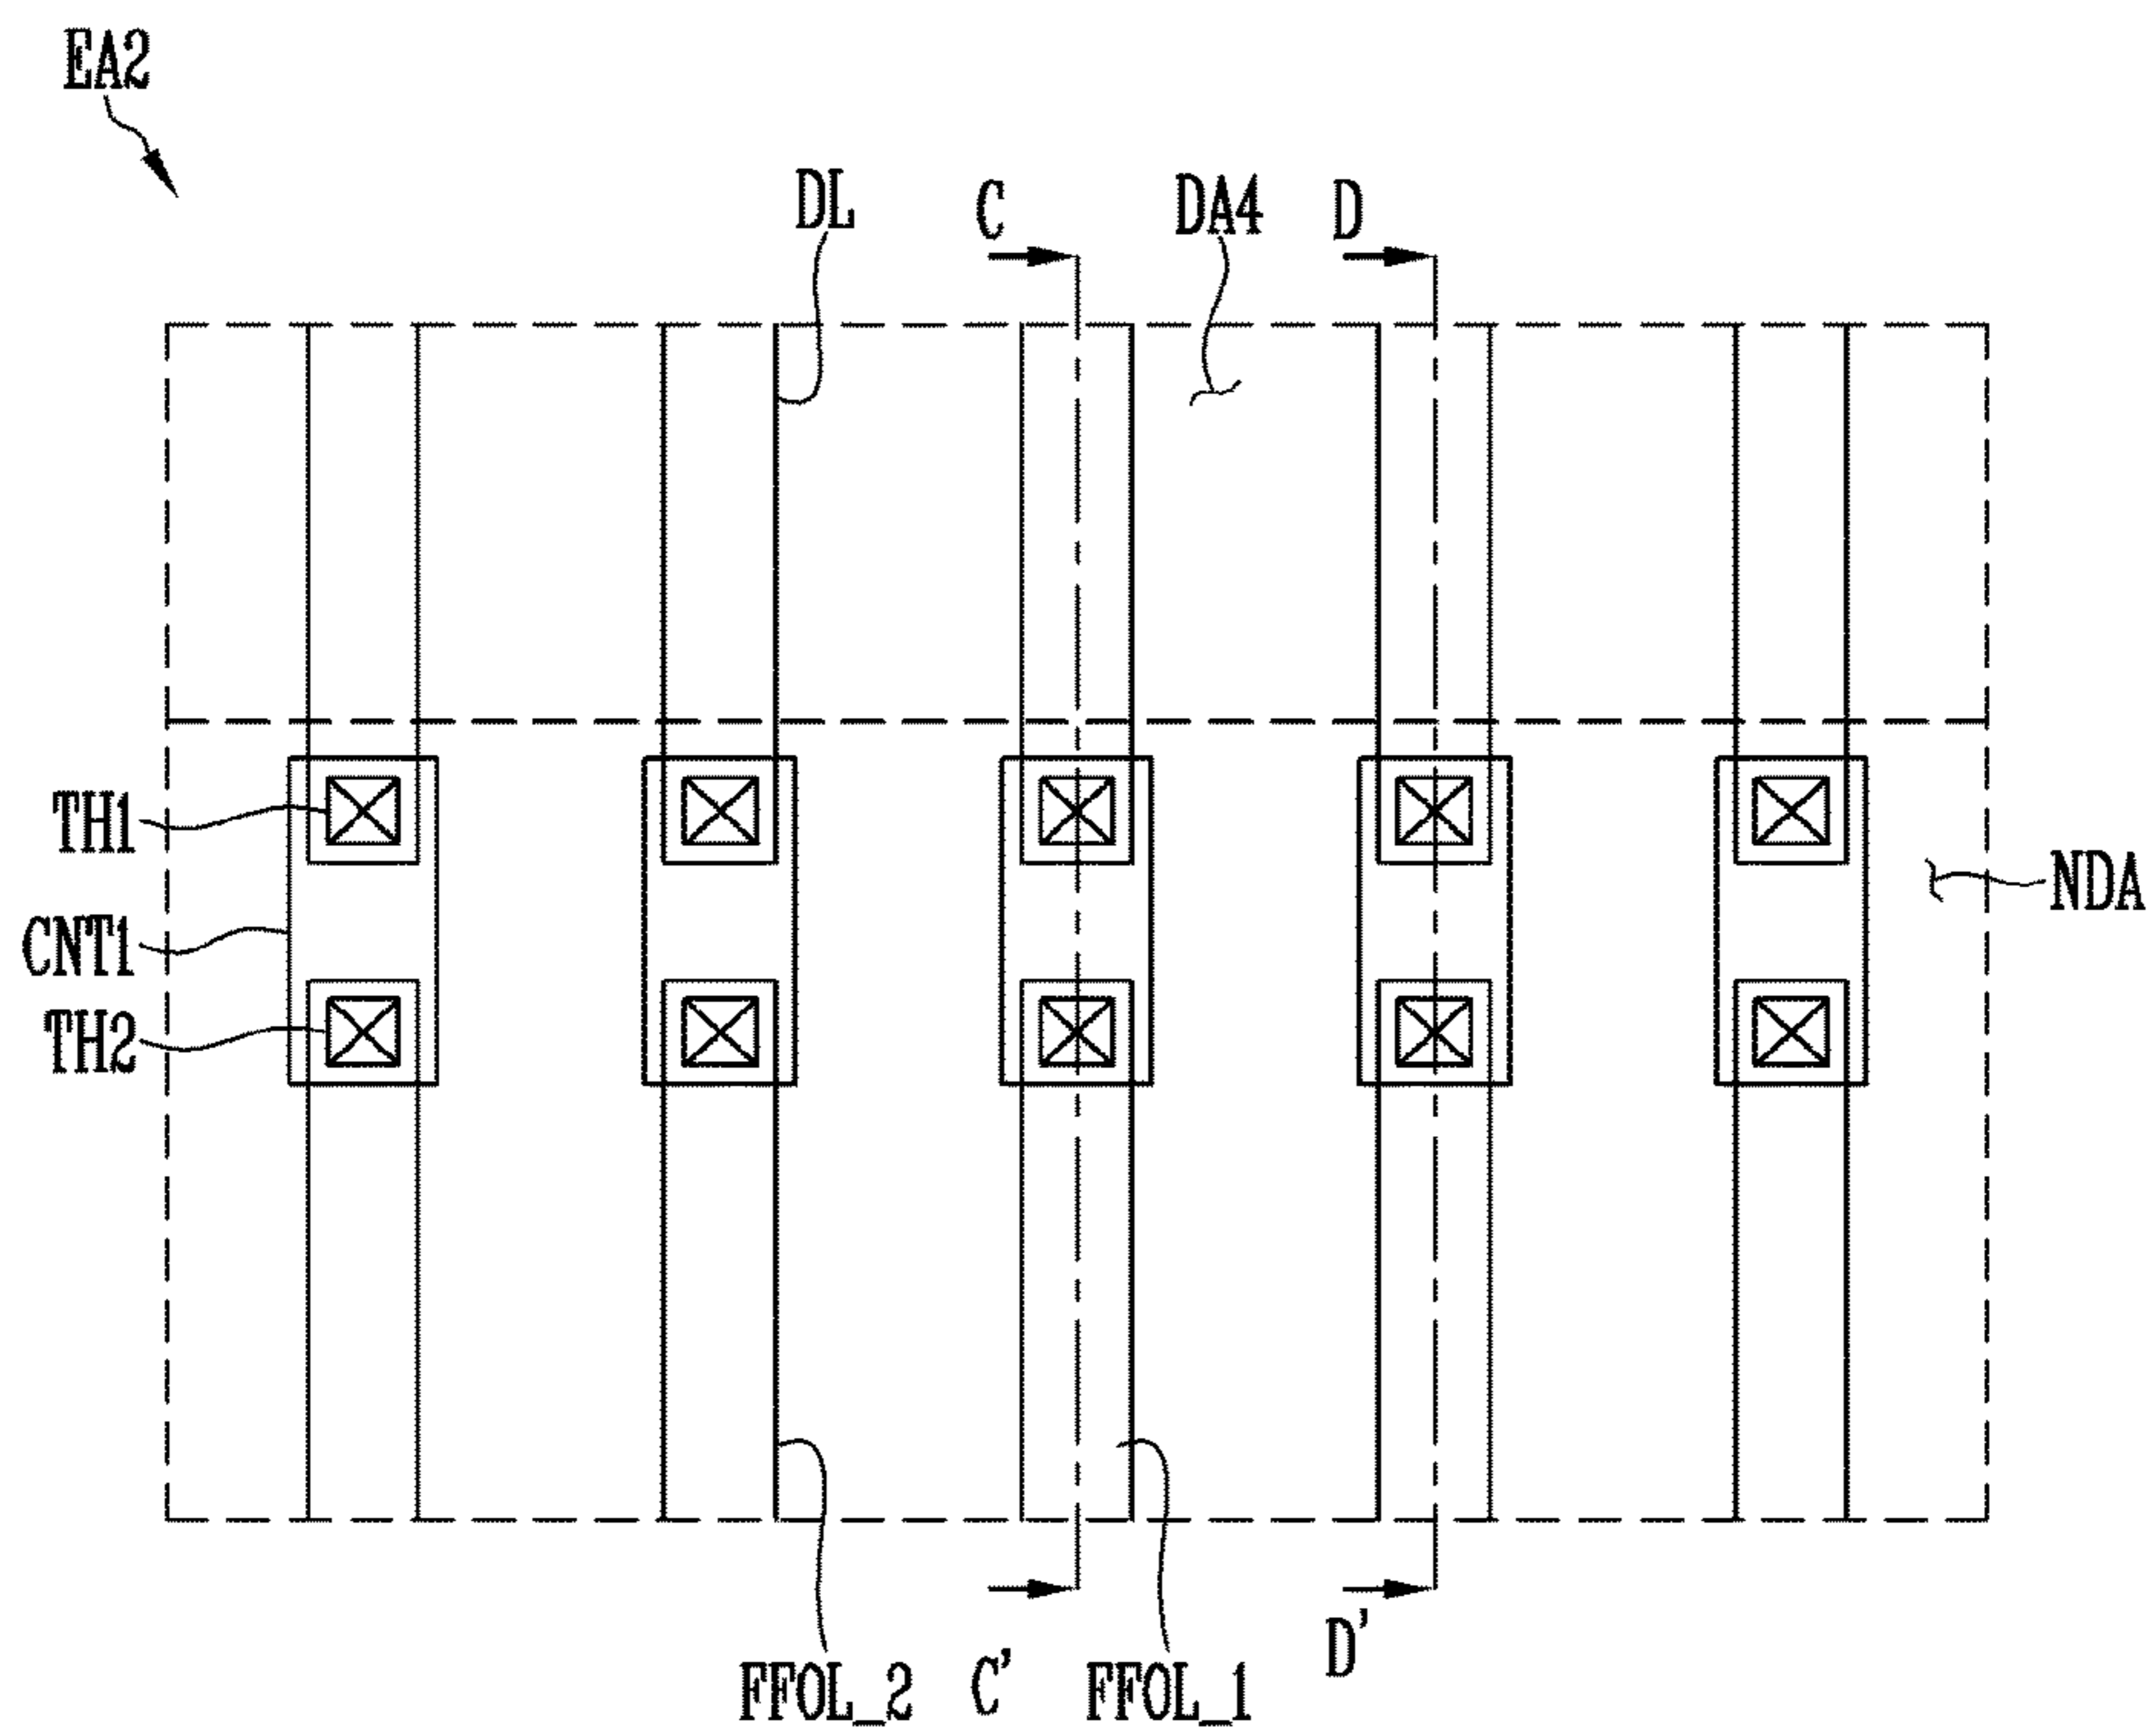 EA2
DL
C
DA4
D
TH1
CNT1
TH2
NDA
FFOL_2
C'
FFOL_1
D'